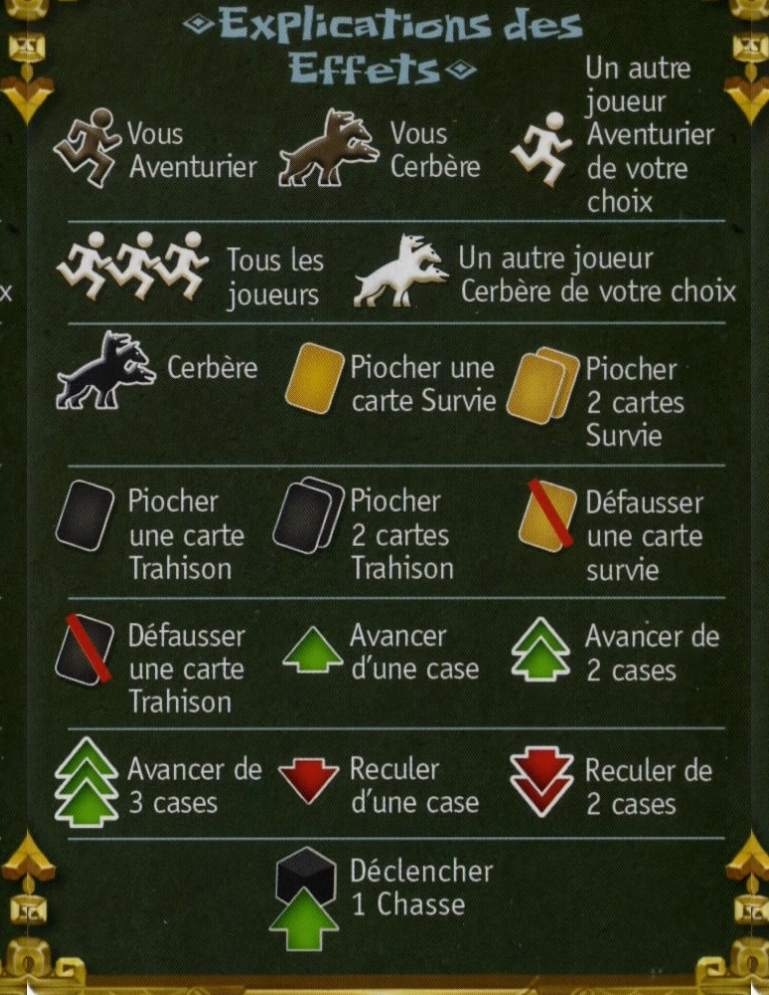 Explications des
Effets
Vous
Aventurier
Vous
Cerbère
Un autre
joueur
Aventurier
de votre
choix
Tous les
joueurs
Un autre joueur
Cerbère de votre choix
Cerbère
Piocher une
carte Survie
Piocher
2 cartes
Survie
Piocher
une carte
Trahison
Piocher
2 cartes
Trahison
Défausser
une carte
survie
Défausser
une carte
Trahison
Avancer
d'une case
Avancer de
2 cases
Avancer de
3 cases
Reculer
d'une case
Reculer de
2 cases
Déclencher
1 Chasse
x